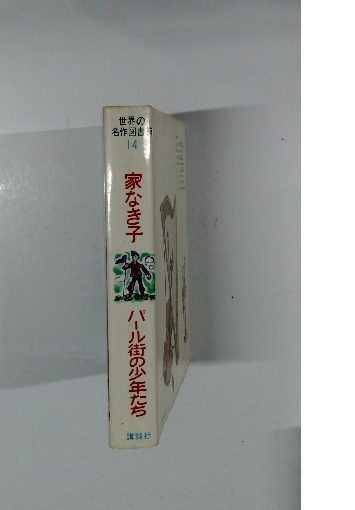 世界の
名作図書館
14
家なき子
パール街の少年たち
講談社